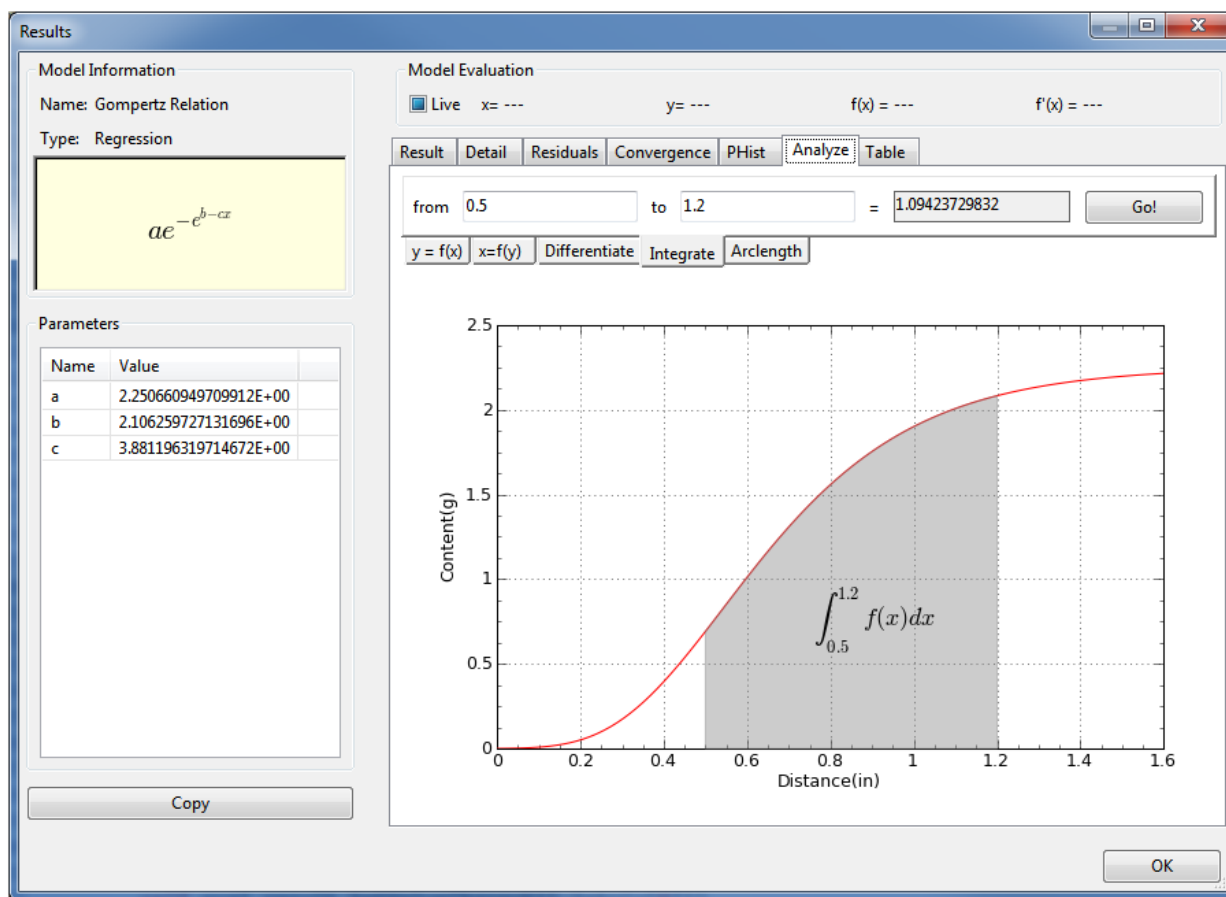 Results
Model Information
Name: Gompertz Relation
Type: Regression
ae^{-e^{b-cx}}
Parameters
Name Value
a 2.250660949709912E+00
b 2.106259727131696E+00
c 3.881196319714672E+00
Copy
Model Evaluation
Live x= --- y= --- f(x) = --- f'(x) = ---
Result Detail Residuals Convergence PHist Analyze Table
from 0.5 to 1.2 = 1.09423729832 Go!
y = f(x) x=f(y) Differentiate Integrate Arclength
2.5
2
1.5
1
0.5
0
Content(g)
∫_{0.5}^{1.2} f(x)dx
0 0.2 0.4 0.6 0.8 1 1.2 1.4 1.6
Distance(in)
OK